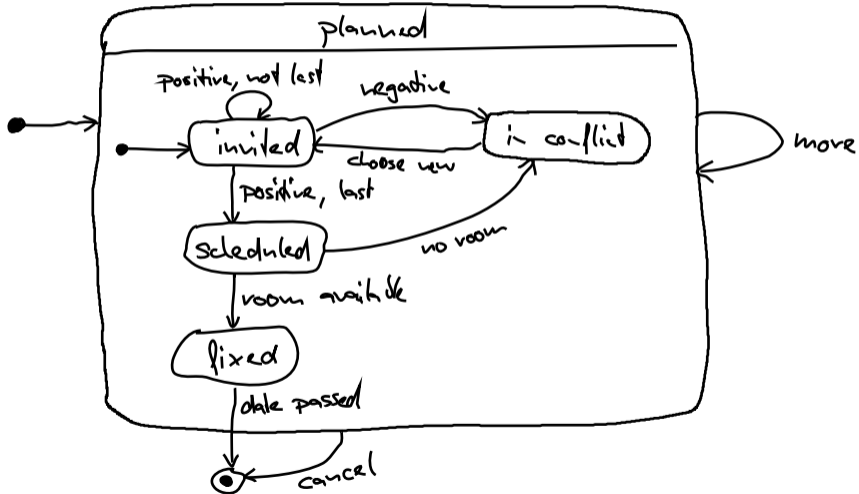 planned
positive, not last
negative
invited
in conflict
more
choose new
positive, last
scheduled
no room
room available
fixed
date passed
cancel